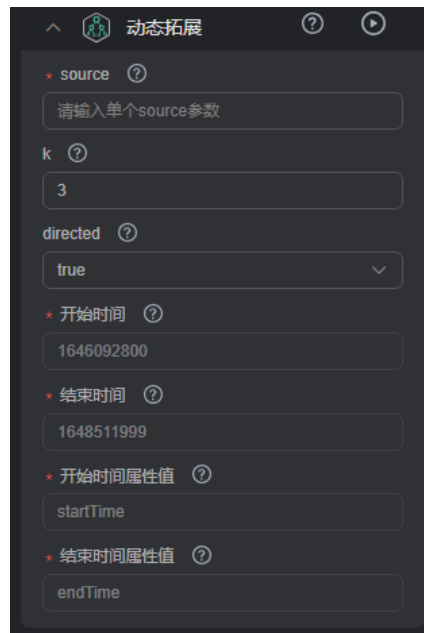 动态拓展
* source
请输入单个source参数
k
3
directed
true
* 开始时间
1646092800
* 结束时间
1648511999
* 开始时间属性值
startTime
* 结束时间属性值
endTime